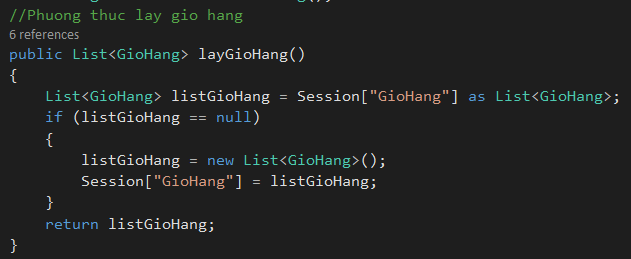 //Phuong thuc lay gio hang
6 references
public List<GioHang> layGioHang()
{
List<GioHang> listGioHang = Session["GioHang"] as List<GioHang>;
if (listGioHang == null)
{
listGioHang = new List<GioHang>();
Session["GioHang"] = listGioHang;
}
return listGioHang;
}